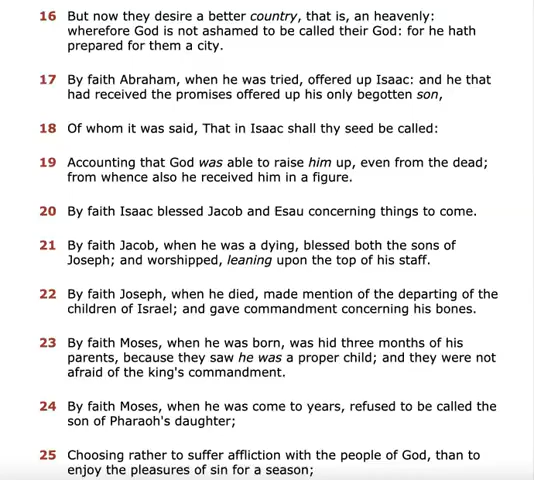 16 But now they desire a better country, that is, an heavenly:
wherefore God is not ashamed to be called their God: for he hath
prepared for them a city.
17 By faith Abraham, when he was tried, offered up Isaac: and he that
had received the promises offered up his only begotten son,
18 Of whom it was said, That in Isaac shall thy seed be called:
19 Accounting that God was able to raise him up, even from the dead;
from whence also he received him in a figure.
20 By faith Isaac blessed Jacob and Esau concerning things to come.
21 By faith Jacob, when he was a dying, blessed both the sons of
Joseph; and worshipped, leaning upon the top of his staff.
22 By faith Joseph, when he died, made mention of the departing of the
children of Israel; and gave commandment concerning his bones.
23 By faith Moses, when he was born, was hid three months of his
parents, because they saw he was a proper child; and they were not
afraid of the king's commandment.
24 By faith Moses, when he was come to years, refused to be called the
son of Pharaoh's daughter;
25 Choosing rather to suffer affliction with the people of God, than to
enjoy the pleasures of sin for a season;